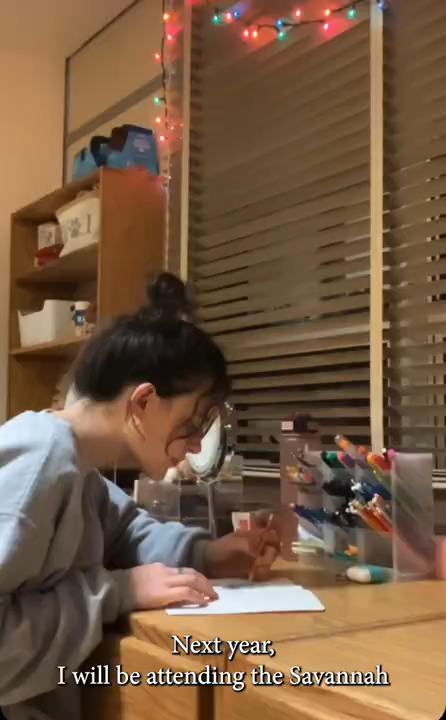 Next year,
I will be attending the Savannah